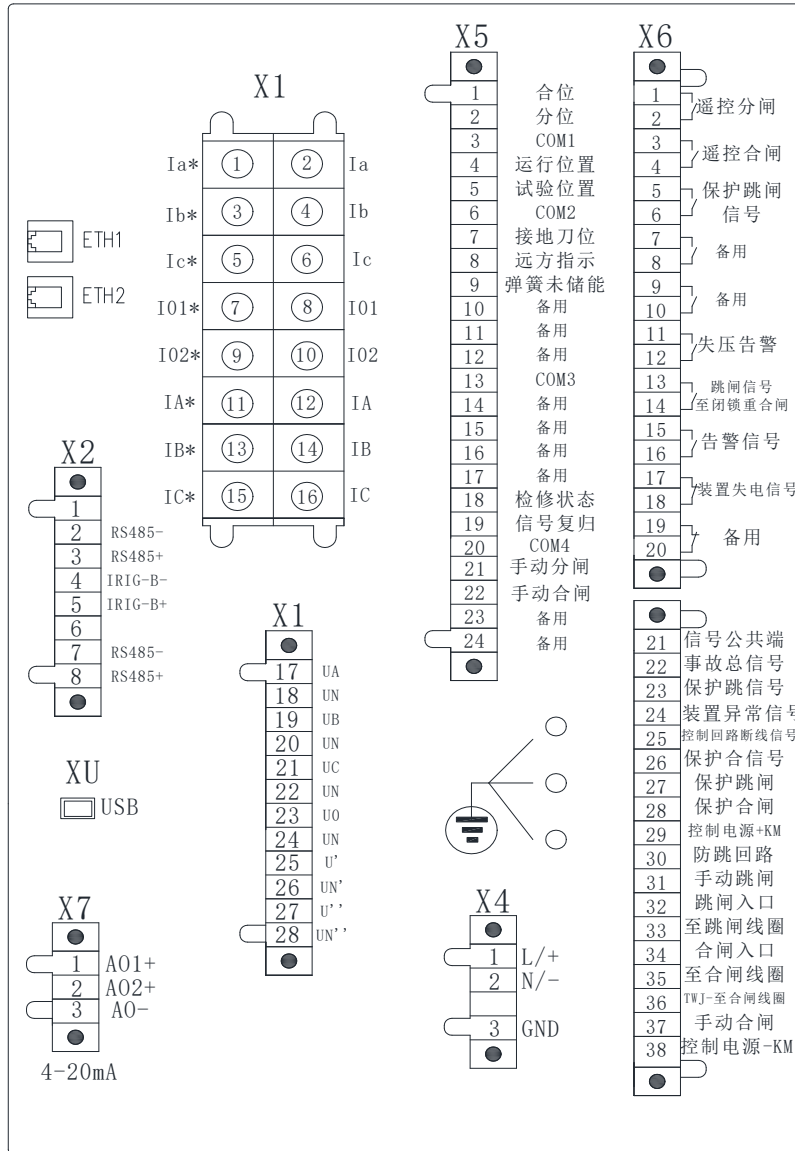 X1
Ia* 1 2 Ia
Ib* 3 4 Ib
Ic* 5 6 Ic
I01* 7 8 I01
I02* 9 10 I02
IA* 11 12 IA
IB* 13 14 IB
IC* 15 16 IC
ETH1
ETH2
X2
1
2 RS485-
3 RS485+
4 IRIG-B-
5 IRIG-B+
6
7 RS485-
8 RS485+
XU
USB
X7
1 A01+
2 A02+
3 A0-
4-20mA
X1
17 UA
18 UN
19 UB
20 UN
21 UC
22 UN
23 U0
24 UN
25 U'
26 UN'
27 U''
28 UN''
X5
1 合位
2 分位
3 COM1
4 运行位置
5 试验位置
6 COM2
7 接地刀位
8 远方指示
9 弹簧未储能
10 备用
11 备用
12 备用
13 COM3
14 备用
15 备用
16 备用
17 备用
18 检修状态
19 信号复归
20 COM4
21 手动分闸
22 手动合闸
23 备用
24 备用
X4
1 L/+
2 N/-
3 GND
X6
1
2 遥控分闸
3
4 遥控合闸
5 保护跳闸
6 信号
7
8 备用
9
10 备用
11
12 失压告警
13 跳闸信号
14 至闭锁重合闸
15
16 告警信号
17
18 装置失电信号
19
20 备用
21 信号公共端
22 事故总信号
23 保护跳信号
24 装置异常信号
25 控制回路断线信号
26 保护合信号
27 保护跳闸
28 保护合闸
29 控制电源+KM
30 防跳回路
31 手动跳闸
32 跳闸入口
33 至跳闸线圈
34 合闸入口
35 至合闸线圈
36 TWJ-至合闸线圈
37 手动合闸
38 控制电源-KM